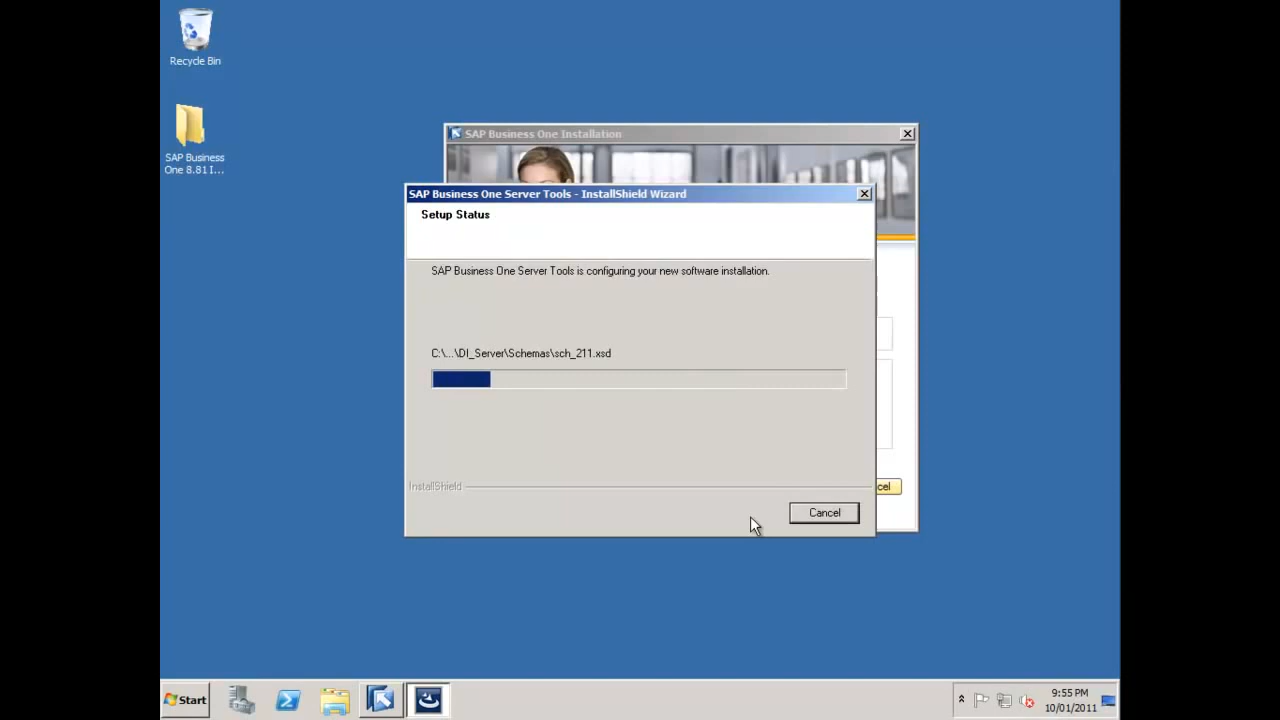 Recycle Bin
SAP Business
One 8.81 I...
SAP Business One Installation
SAP Business One Server Tools - InstallShield Wizard
Setup Status
SAP Business One Server Tools is configuring your new software installation.
C:\...\DI_Server\Schemas\sch_211.xsd
InstallShield
cel
Cancel
Start
9:55 PM
10/01/2011